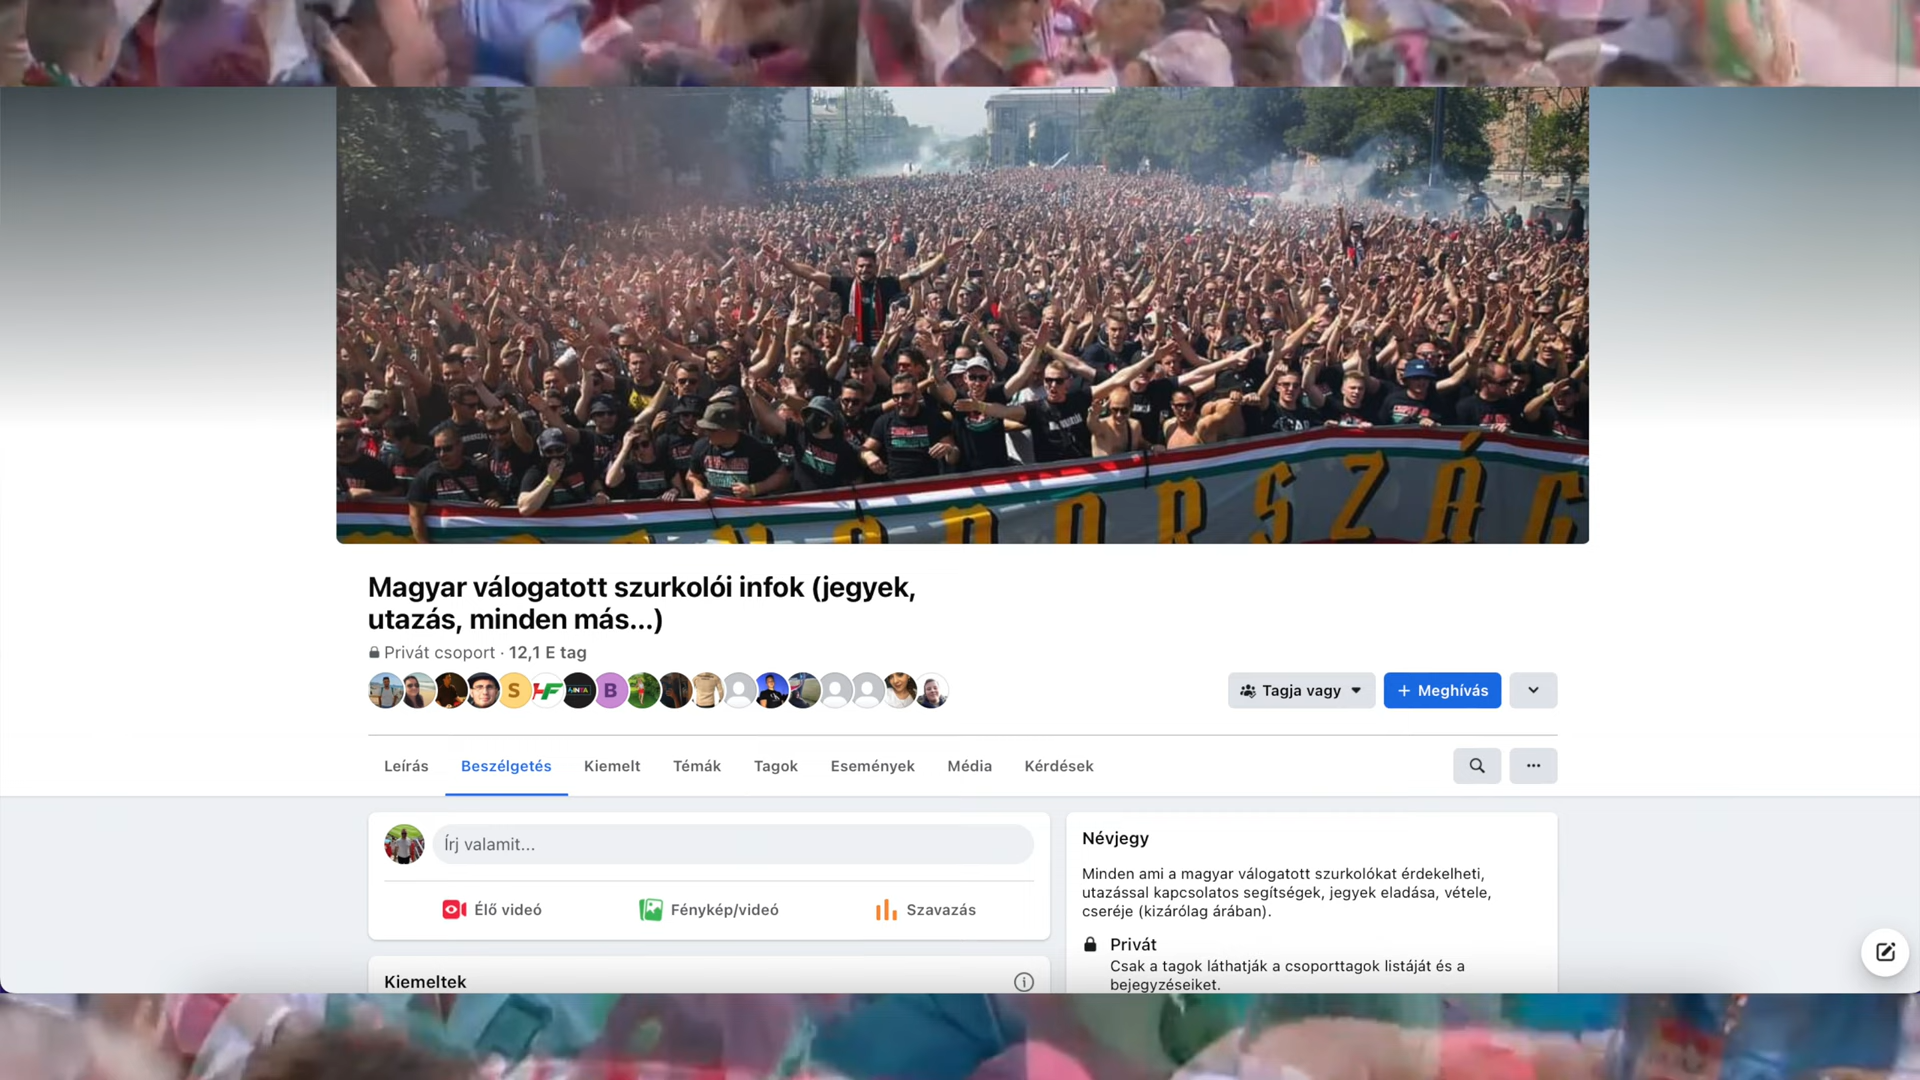 ORSZÁG
Magyar válogatott szurkolói infok (jegyek,
utazás, minden más...)
Privát csoport · 12,1 E tag
S
B
Tagja vagy
+ Meghívás
Leírás
Beszélgetés
Kiemelt
Témák
Tagok
Események
Média
Kérdések
Írj valamit...
Élő videó
Fénykép/videó
Szavazás
Kiemeltek
Névjegy
Minden ami a magyar válogatott szurkolókat érdekelheti,
utazással kapcsolatos segítségek, jegyek eladása, vétele,
cseréje (kizárólag árában).
Privát
Csak a tagok láthatják a csoporttagok listáját és a
bejegyzéseiket.